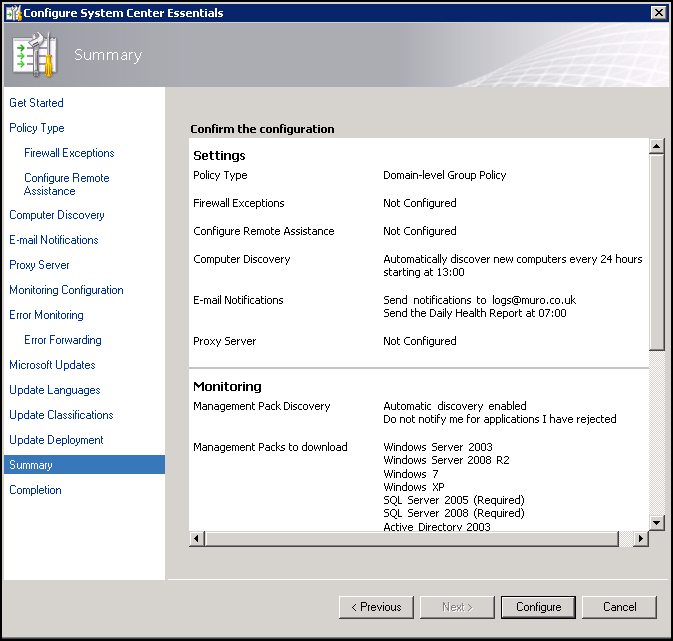 Configure System Center Essentials
Summary
Get Started
Policy Type
Firewall Exceptions
Configure Remote
Assistance
Computer Discovery
E-mail Notifications
Proxy Server
Monitoring Configuration
Error Monitoring
Error Forwarding
Microsoft Updates
Update Languages
Update Classifications
Update Deployment
Summary
Completion
Confirm the configuration
Settings
Policy Type Domain-level Group Policy
Firewall Exceptions Not Configured
Configure Remote Assistance Not Configured
Computer Discovery Automatically discover new computers every 24 hours
starting at 13:00
E-mail Notifications Send notifications to logs@muro.co.uk
Send the Daily Health Report at 07:00
Proxy Server Not Configured
Monitoring
Management Pack Discovery Automatic discovery enabled
Do not notify me for applications I have rejected
Management Packs to download Windows Server 2003
Windows Server 2008 R2
Windows 7
Windows XP
SQL Server 2005 (Required)
SQL Server 2008 (Required)
Active Directory 2003
< Previous Next > Configure Cancel